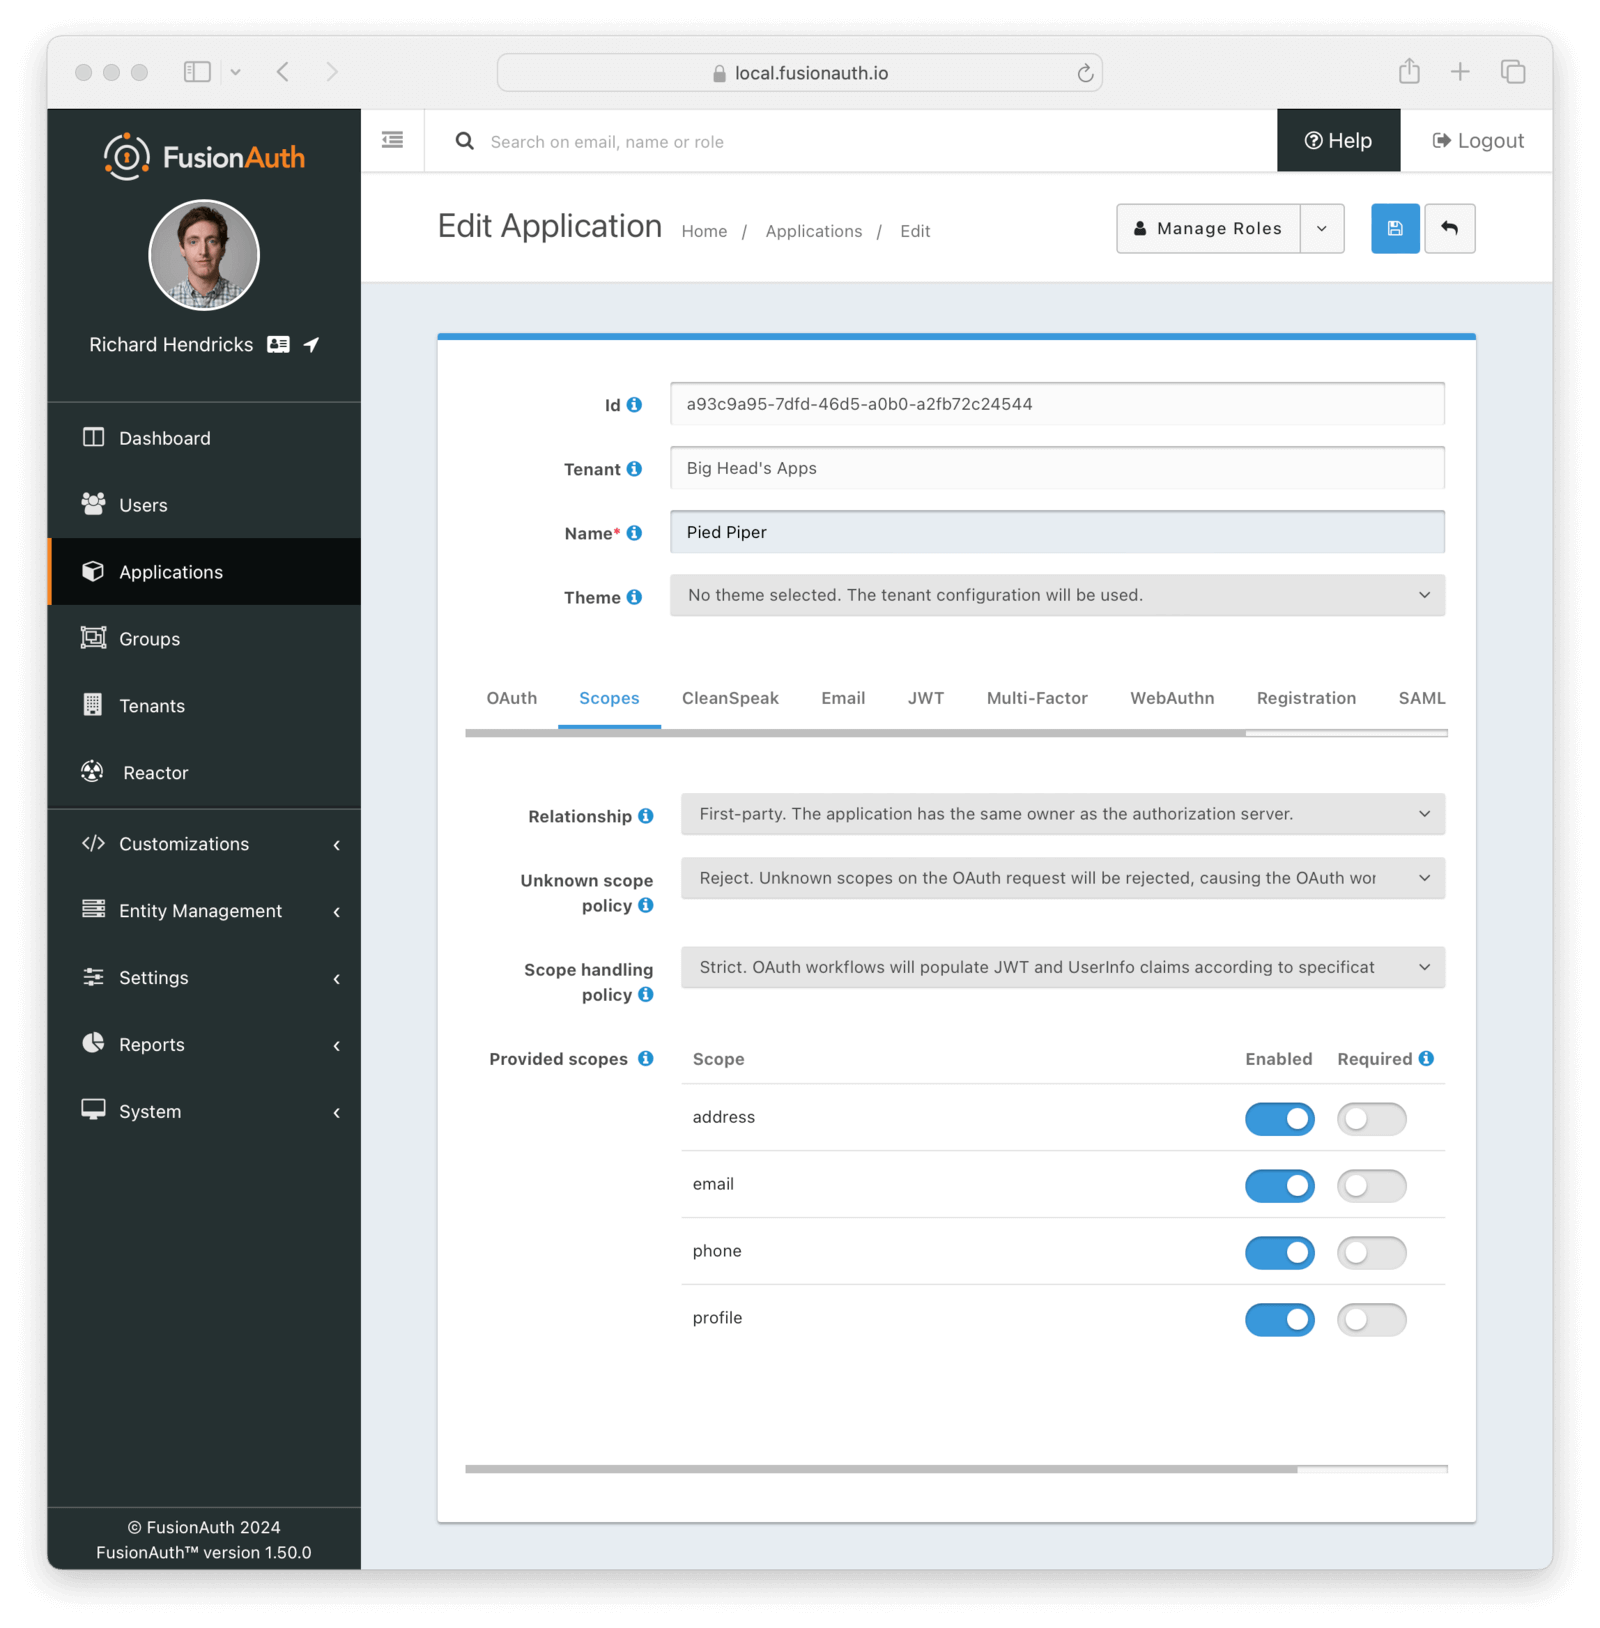 local.fusionauth.io
FusionAuth
Richard Hendricks
Dashboard
Users
Applications
Groups
Tenants
Reactor
Customizations
Entity Management
Settings
Reports
System
© FusionAuth 2024
FusionAuth™ version 1.50.0
Search on email, name or role
Help
Logout
Edit Application
Home / Applications / Edit
Manage Roles
Id
a93c9a95-7dfd-46d5-a0b0-a2fb72c24544
Tenant
Big Head's Apps
Name*
Pied Piper
Theme
No theme selected. The tenant configuration will be used.
OAuth Scopes CleanSpeak Email JWT Multi-Factor WebAuthn Registration SAML
Relationship
First-party. The application has the same owner as the authorization server.
Unknown scope
policy
Reject. Unknown scopes on the OAuth request will be rejected, causing the OAuth wor
Scope handling
policy
Strict. OAuth workflows will populate JWT and UserInfo claims according to specificat
Provided scopes
Scope Enabled Required
address
email
phone
profile